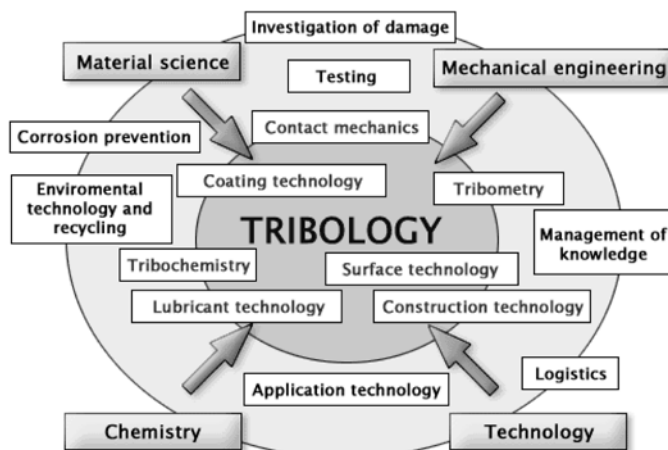 Investigation of damage
Material science
Mechanical engineering
Testing
Contact mechanics
Corrosion prevention
Coating technology
Tribometry
Enviromental
technology and
recycling
TRIBOLOGY
Management of
knowledge
Tribochemistry
Surface technology
Lubricant technology
Construction technology
Logistics
Application technology
Chemistry
Technology